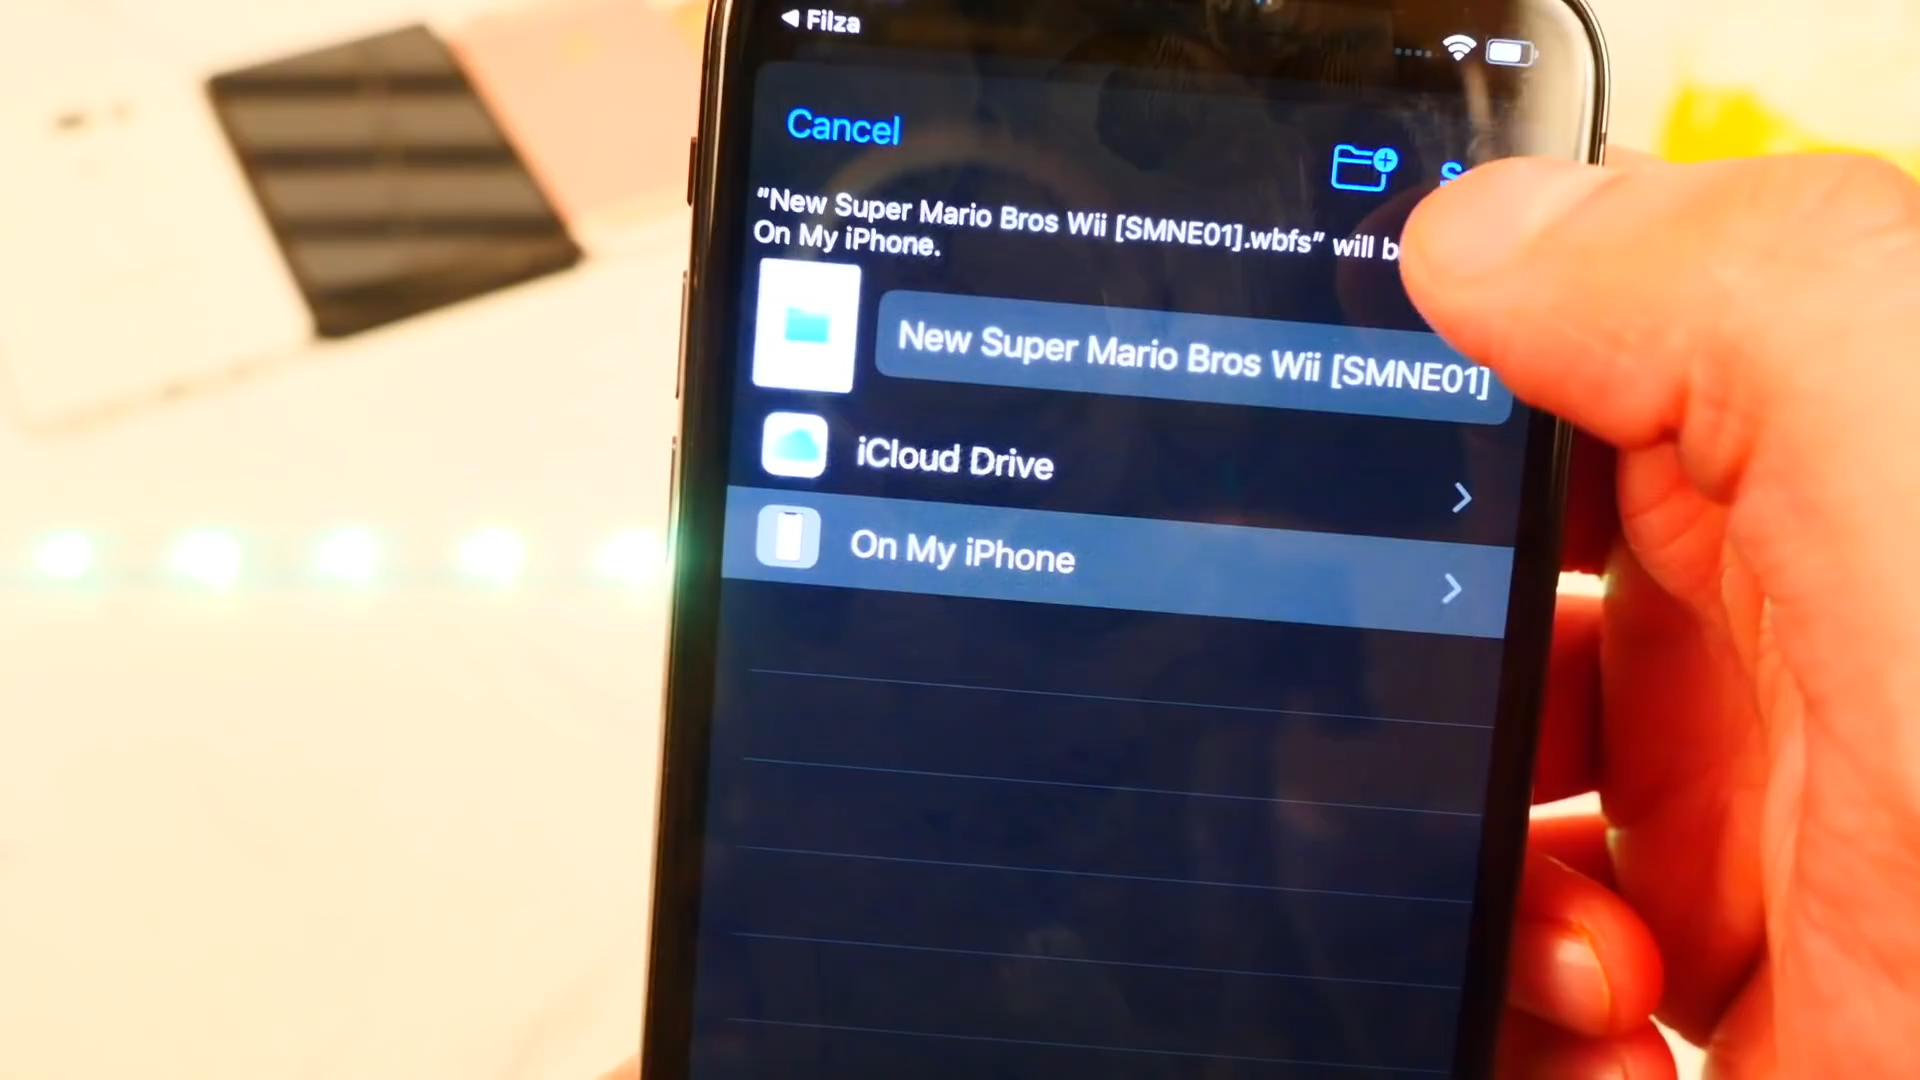 Filza
Cancel
"New Super Mario Bros Wii [SMNE01].wbfs" will
On My iPhone.
New Super Mario Bros Wii [SMNE01]
iCloud Drive
On My iPhone